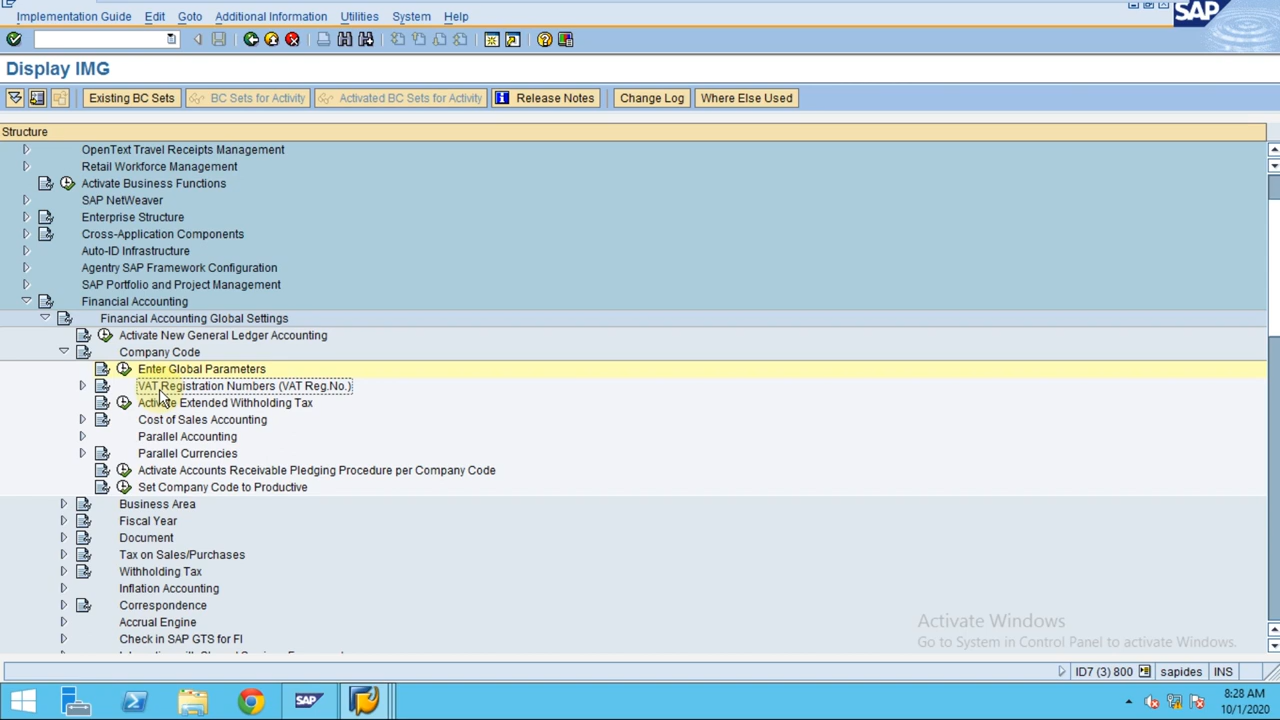 Implementation Guide Edit Goto Additional Information Utilities System Help
SAP
Display IMG
Existing BC Sets BC Sets for Activity Activated BC Sets for Activity Release Notes Change Log Where Else Used
Structure
OpenText Travel Receipts Management
Retail Workforce Management
Activate Business Functions
SAP NetWeaver
Enterprise Structure
Cross-Application Components
Auto-ID Infrastructure
Agentry SAP Framework Configuration
SAP Portfolio and Project Management
Financial Accounting
Financial Accounting Global Settings
Activate New General Ledger Accounting
Company Code
Enter Global Parameters
VAT Registration Numbers (VAT Reg.No.)
Activate Extended Withholding Tax
Cost of Sales Accounting
Parallel Accounting
Parallel Currencies
Activate Accounts Receivable Pledging Procedure per Company Code
Set Company Code to Productive
Business Area
Fiscal Year
Document
Tax on Sales/Purchases
Withholding Tax
Inflation Accounting
Correspondence
Accrual Engine
Check in SAP GTS for FI
Activate Windows
Go to System in Control Panel to activate Windows.
ID7 (3) 800 sapides INS
SAP
8:28 AM
10/1/2020